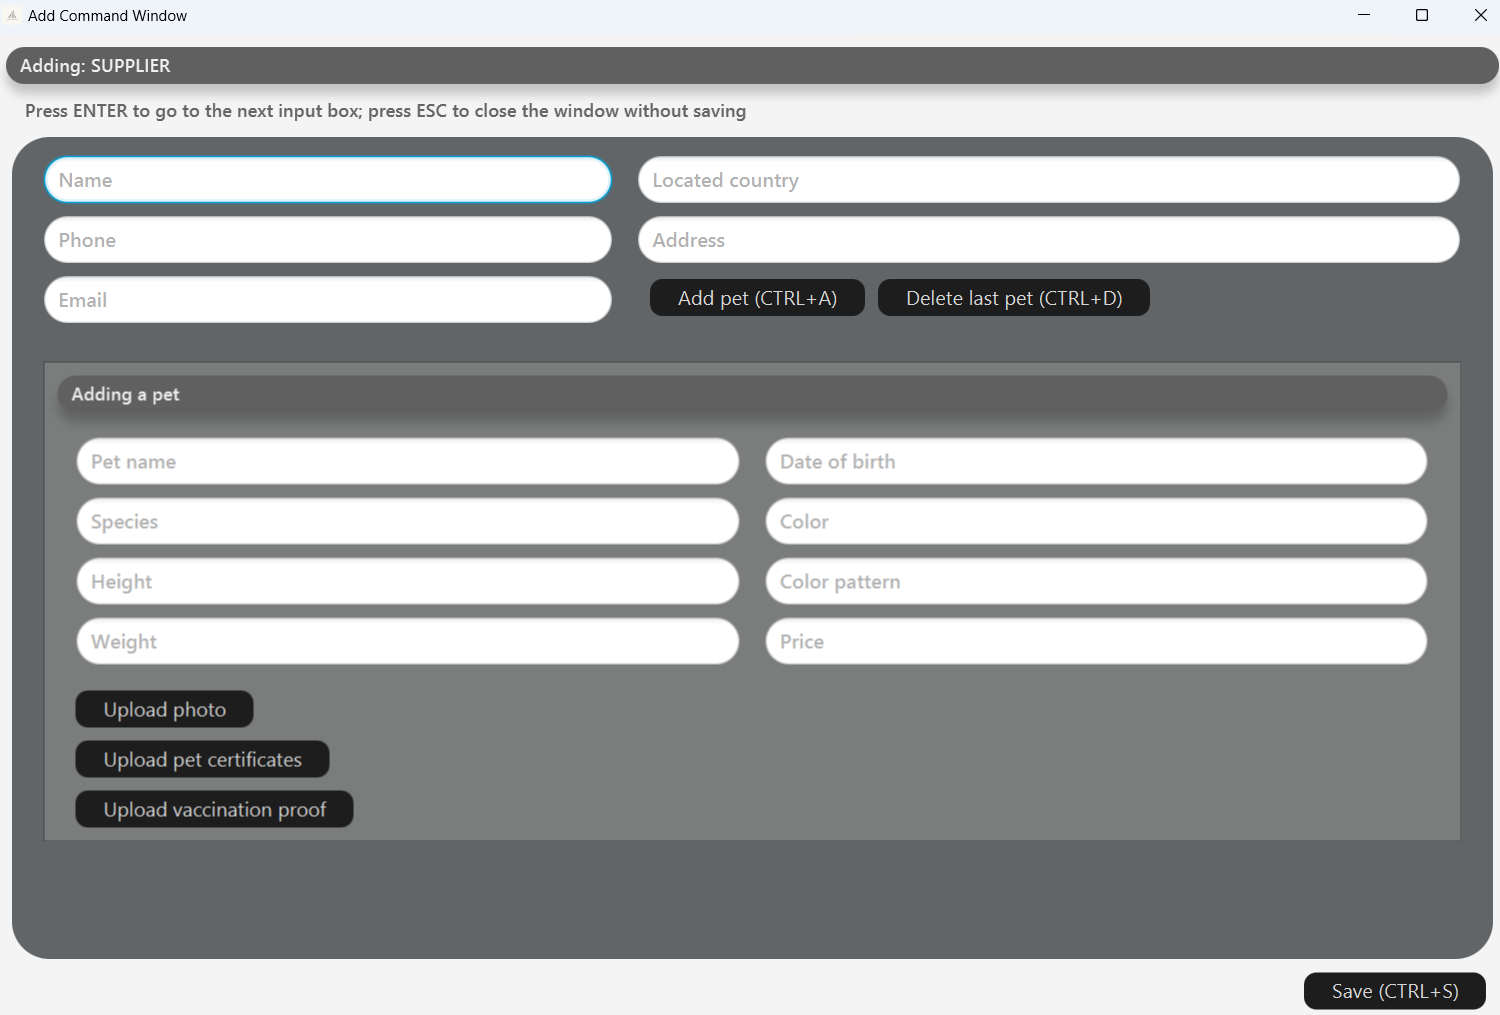 Add Command Window
Adding: SUPPLIER
Press ENTER to go to the next input box; press ESC to close the window without saving
Name
Located country
Phone
Address
Email
Add pet (CTRL+A)
Delete last pet (CTRL+D)
Adding a pet
Pet name
Date of birth
Species
Color
Height
Color pattern
Weight
Price
Upload photo
Upload pet certificates
Upload vaccination proof
Save (CTRL+S)